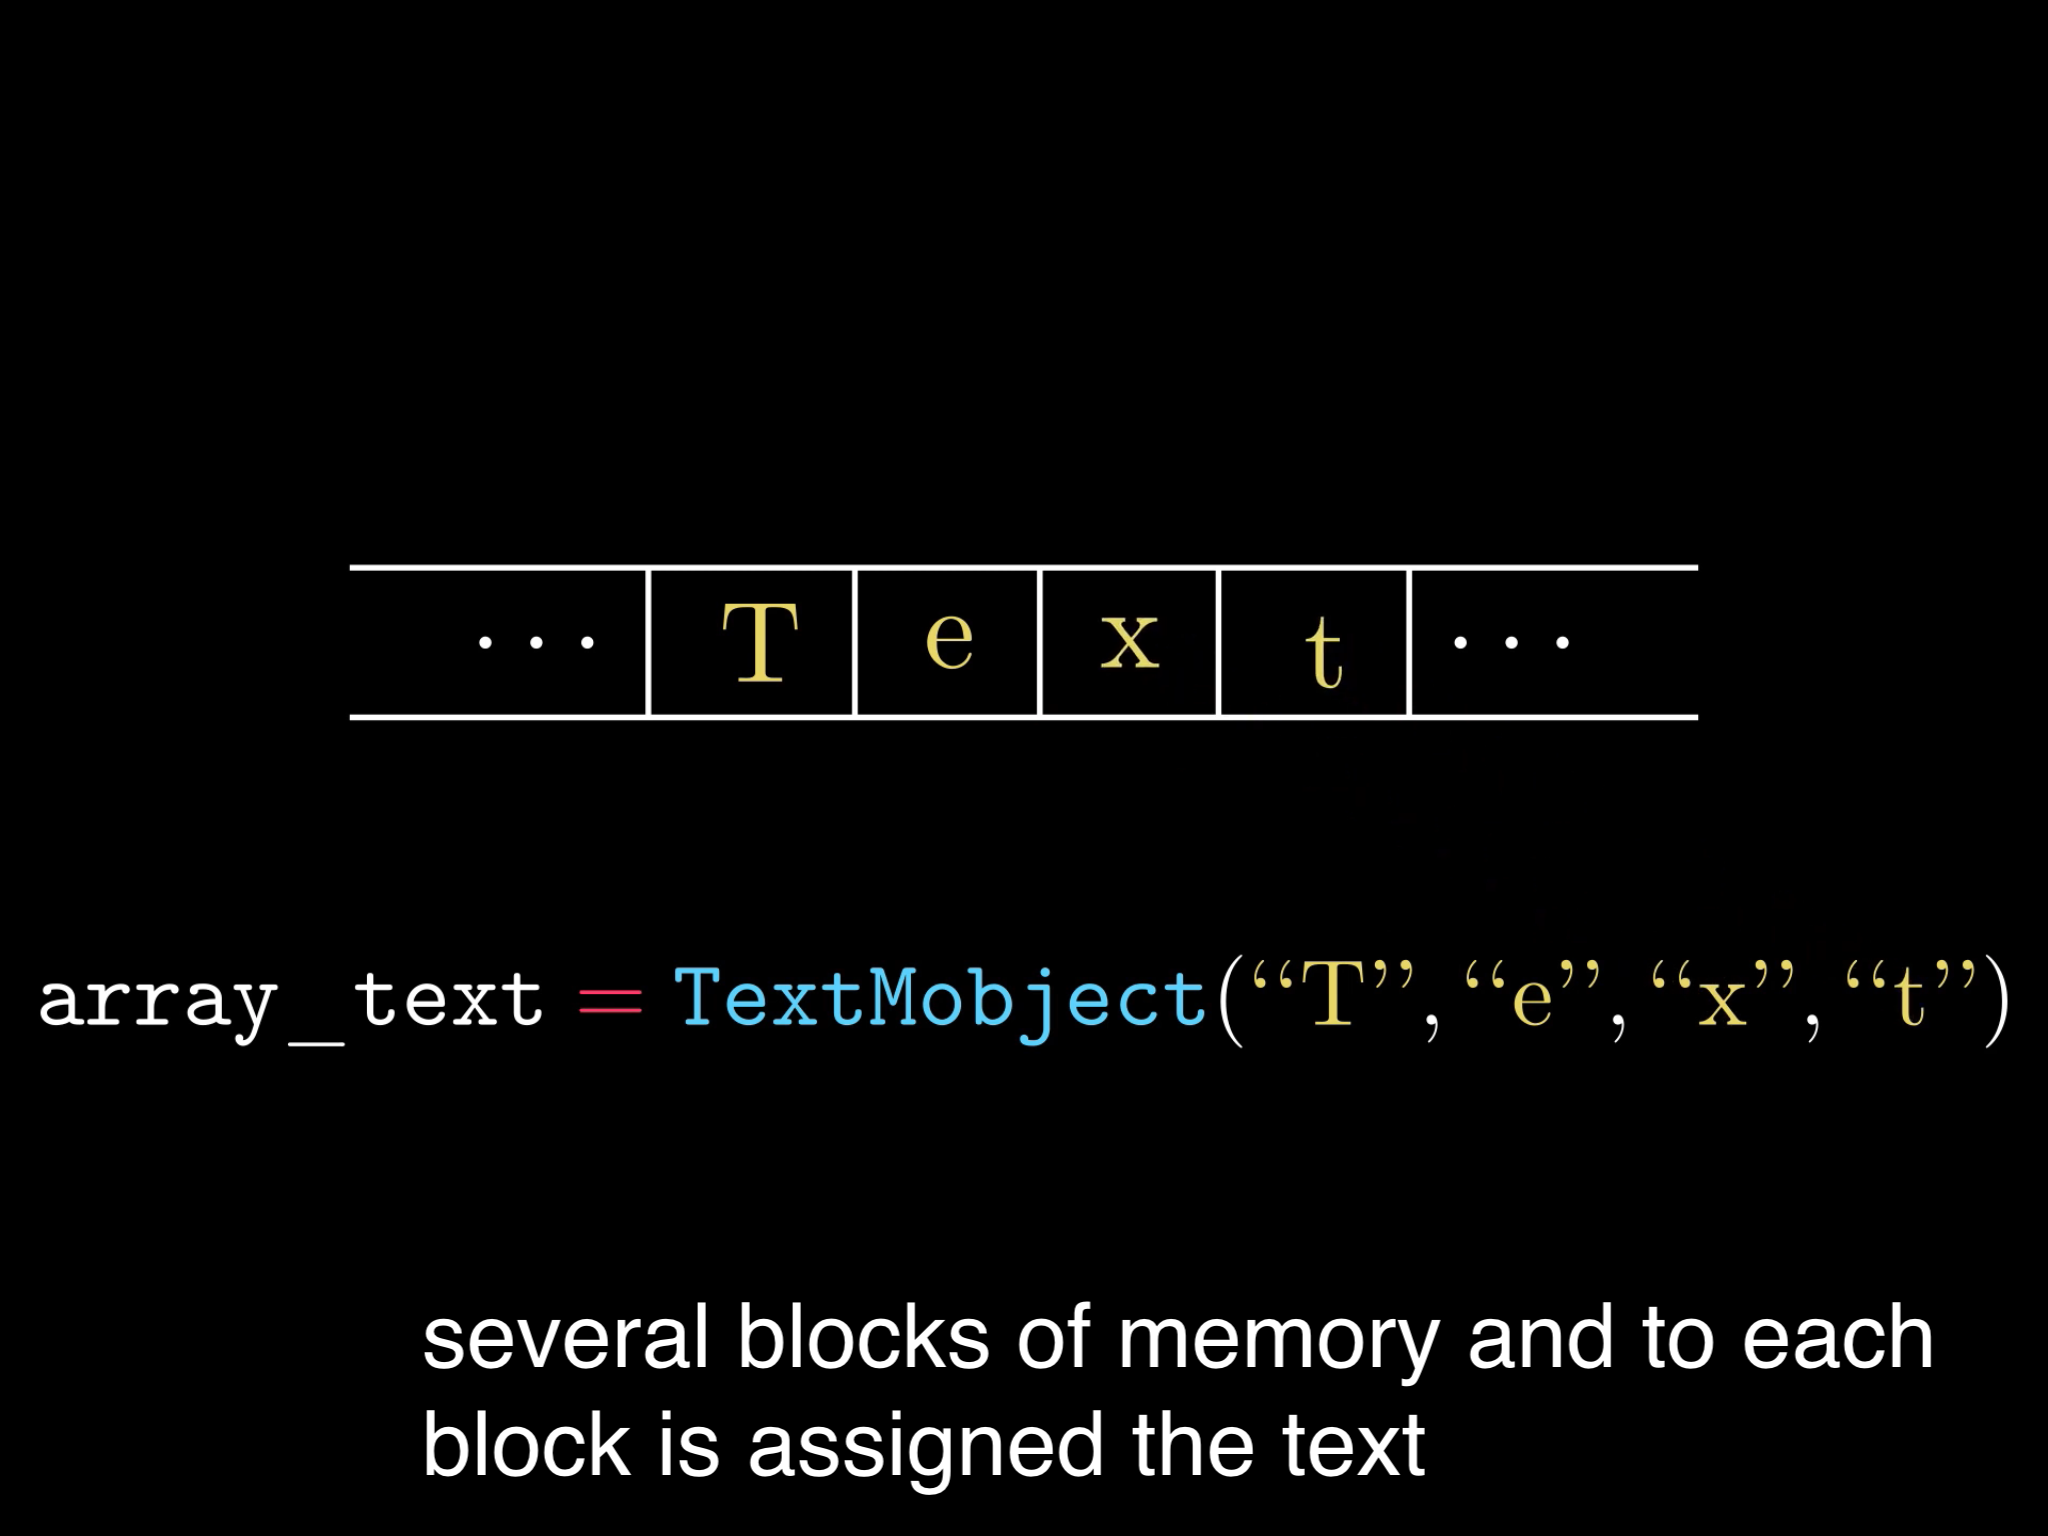 ··· T e x t ···
array_text = TextMobject(“T”, “e”, “x”, “t”)
several blocks of memory and to each
block is assigned the text